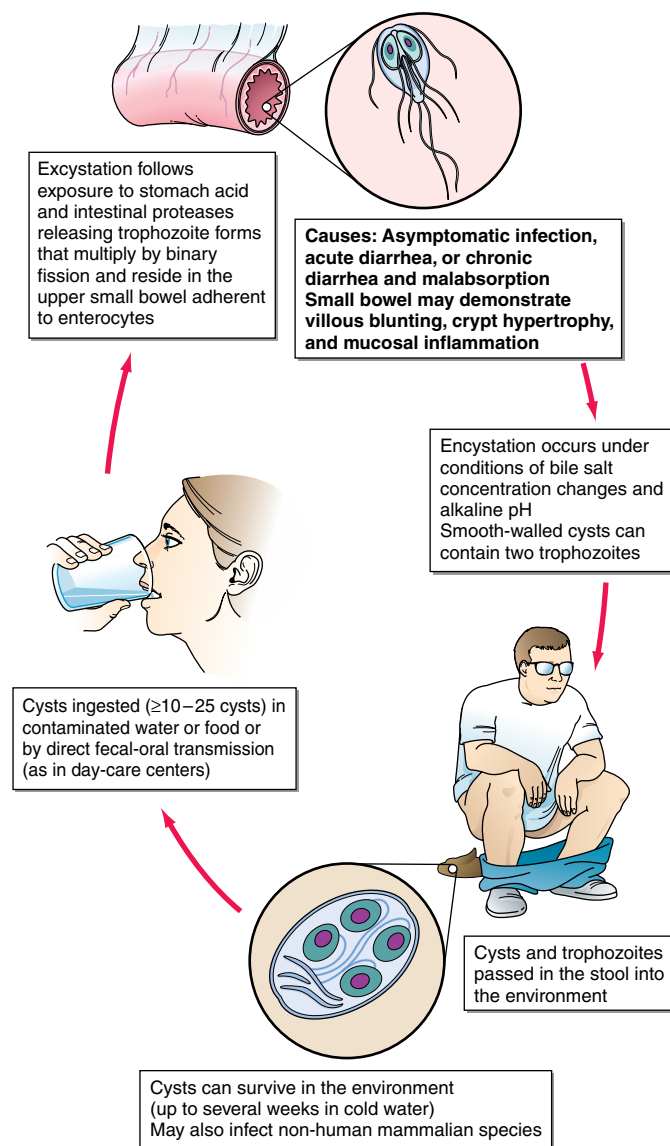 Excystation follows
exposure to stomach acid
and intestinal proteases
releasing trophozoite forms
that multiply by binary
fission and reside in the
upper small bowel adherent
to enterocytes
Causes: Asymptomatic infection,
acute diarrhea, or chronic
diarrhea and malabsorption
Small bowel may demonstrate
villous blunting, crypt hypertrophy,
and mucosal inflammation
Encystation occurs under
conditions of bile salt
concentration changes and
alkaline pH
Smooth-walled cysts can
contain two trophozoites
Cysts ingested (≥10–25 cysts) in
contaminated water or food or
by direct fecal-oral transmission
(as in day-care centers)
Cysts and trophozoites
passed in the stool into
the environment
Cysts can survive in the environment
(up to several weeks in cold water)
May also infect non-human mammalian species